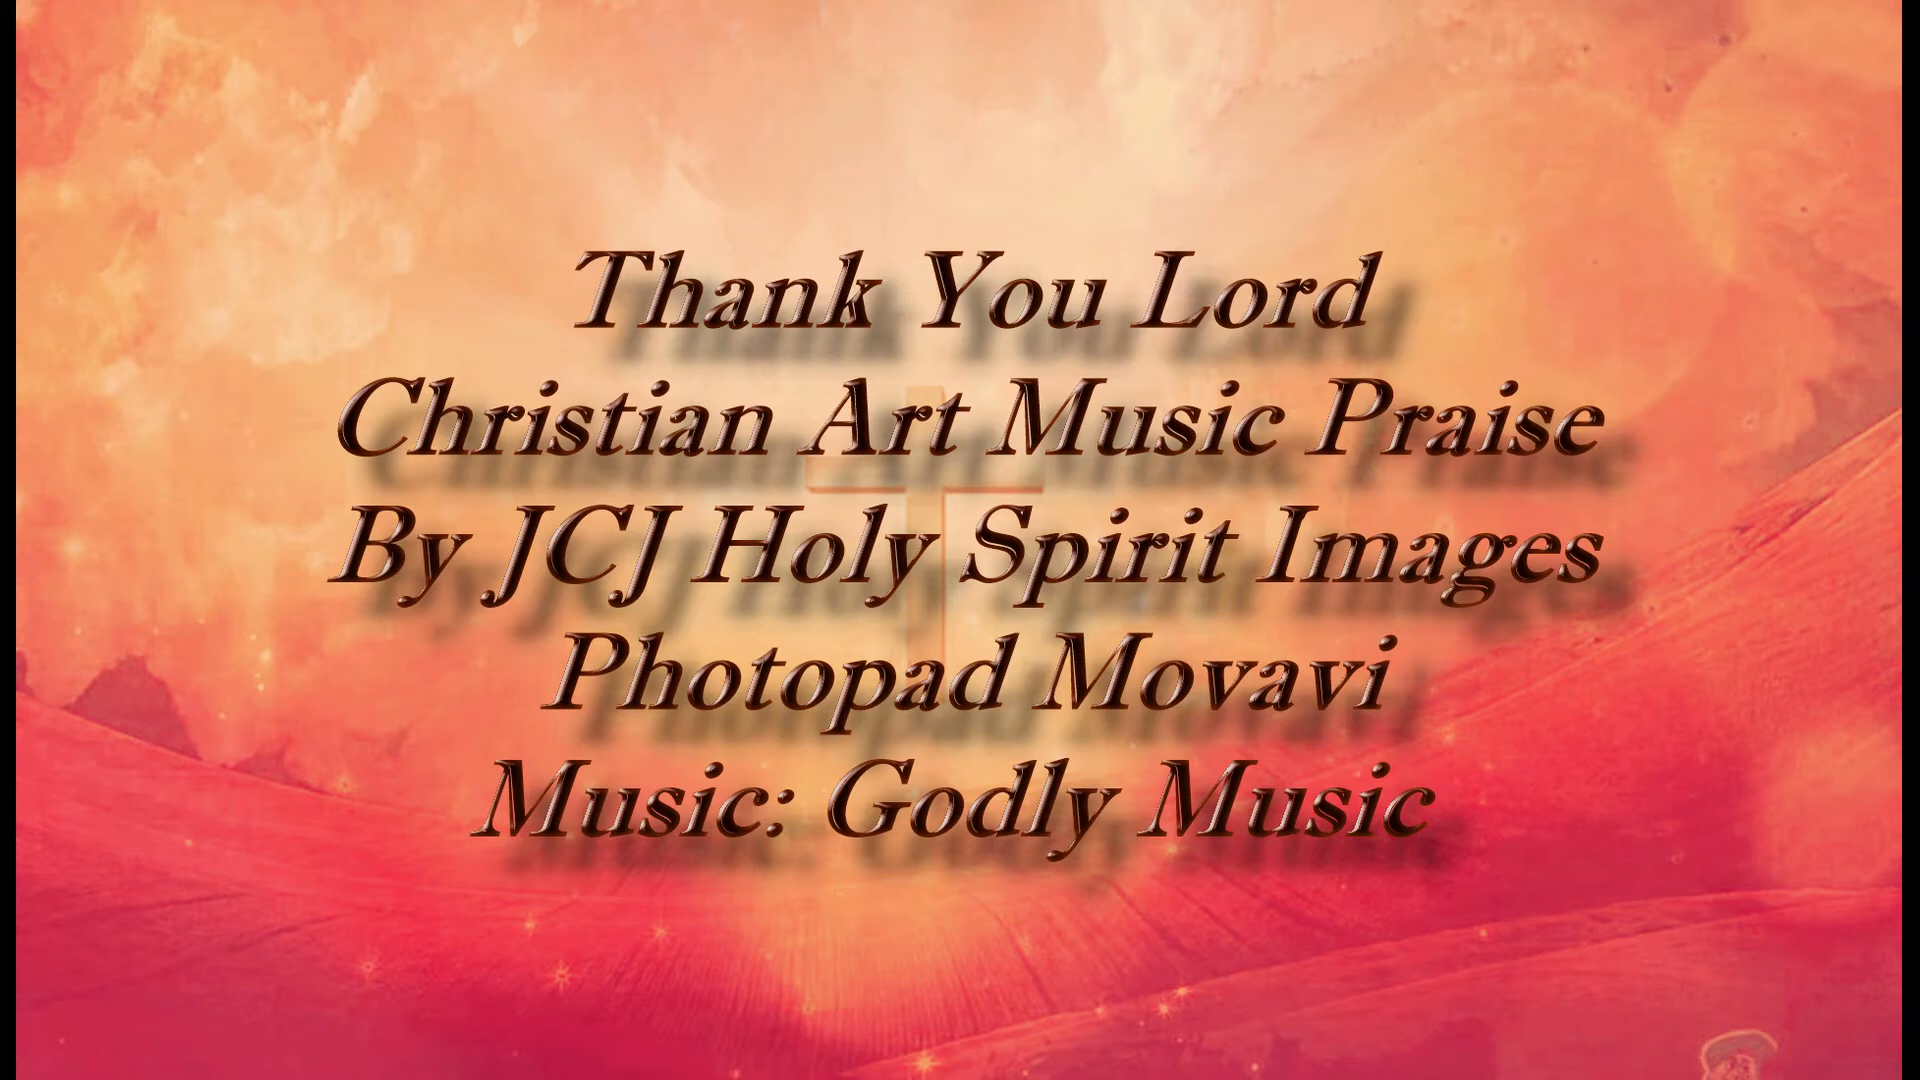 Thank You Lord
Christian Art Music Praise
By JCJ Holy Spirit Images
Photopad Movavi
Music: Godly Music